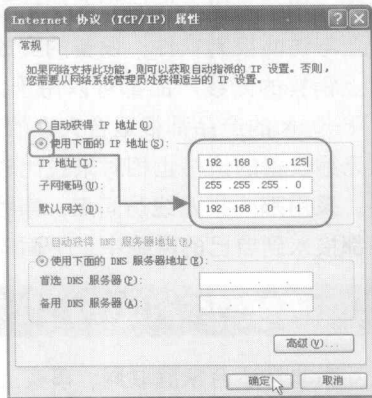 Internet 协议 (TCP/IP) 属性
常规
如果网络支持此功能，则可以获取自动指派的 IP 设置。否则，
您需要从网络系统管理员处获得适当的 IP 设置。
自动获得 IP 地址(O)
使用下面的 IP 地址(S):
IP 地址(I): 192 .168 . 0 .125
子网掩码(U): 255 .255 .255 . 0
默认网关(D): 192 .168 . 0 . 1
自动获得 DNS 服务器地址(B)
使用下面的 DNS 服务器地址(E):
首选 DNS 服务器(P):
备用 DNS 服务器(A):
高级(V)...
确定
取消